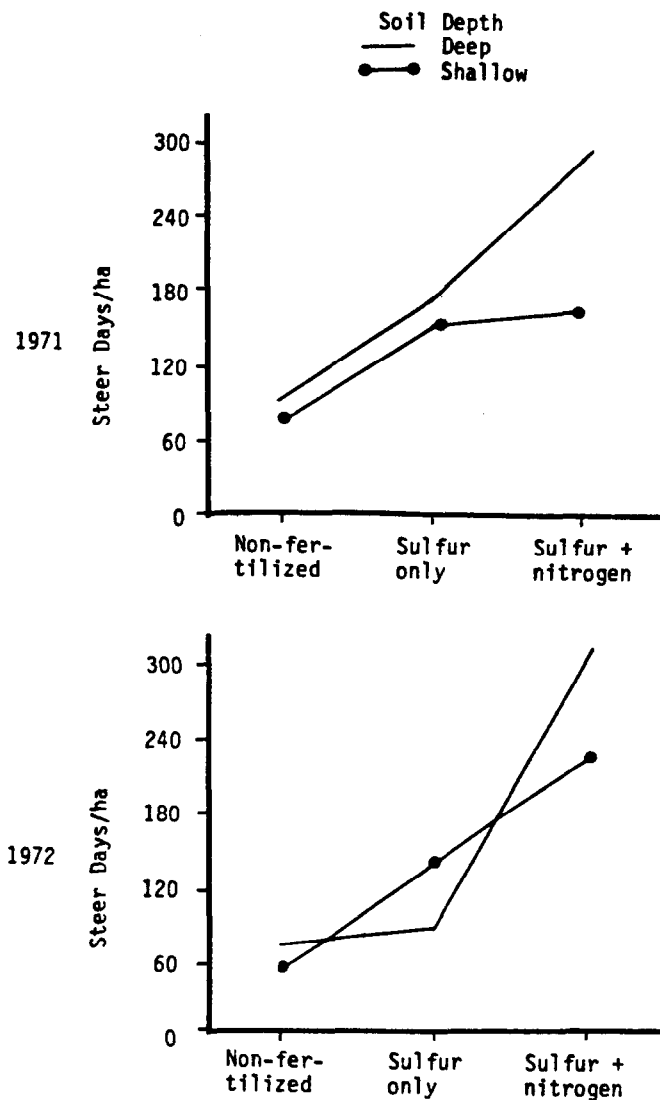 Soil Depth
Deep
Shallow
300
240
180
120
60
0
1971
Steer Days/ha
Non-fer-
tilized
Sulfur
only
Sulfur +
nitrogen
300
240
180
120
60
0
1972
Steer Days/ha
Non-fer-
tilized
Sulfur
only
Sulfur +
nitrogen